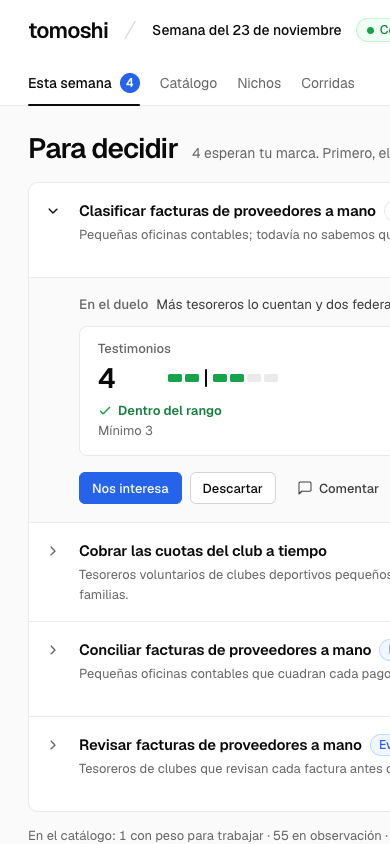 tomoshi / Semana del 23 de noviembre
Esta semana 4 Catálogo Nichos Corridas
Para decidir 4 esperan tu marca. Primero, el
Clasificar facturas de proveedores a mano
Pequeñas oficinas contables; todavía no sabemos
En el duelo Más tesoreros lo cuentan y dos
Testimonios
4
Dentro del rango
Mínimo 3
Nos interesa Descartar Comentar
Cobrar las cuotas del club a tiempo
Tesoreros voluntarios de clubes deportivos pequeños
familias.
Conciliar facturas de proveedores a mano
Pequeñas oficinas contables que cuadran cada pago
Revisar facturas de proveedores a mano
Tesoreros de clubes que revisan cada factura antes
En el catálogo: 1 con peso para trabajar · 55 en observación ·